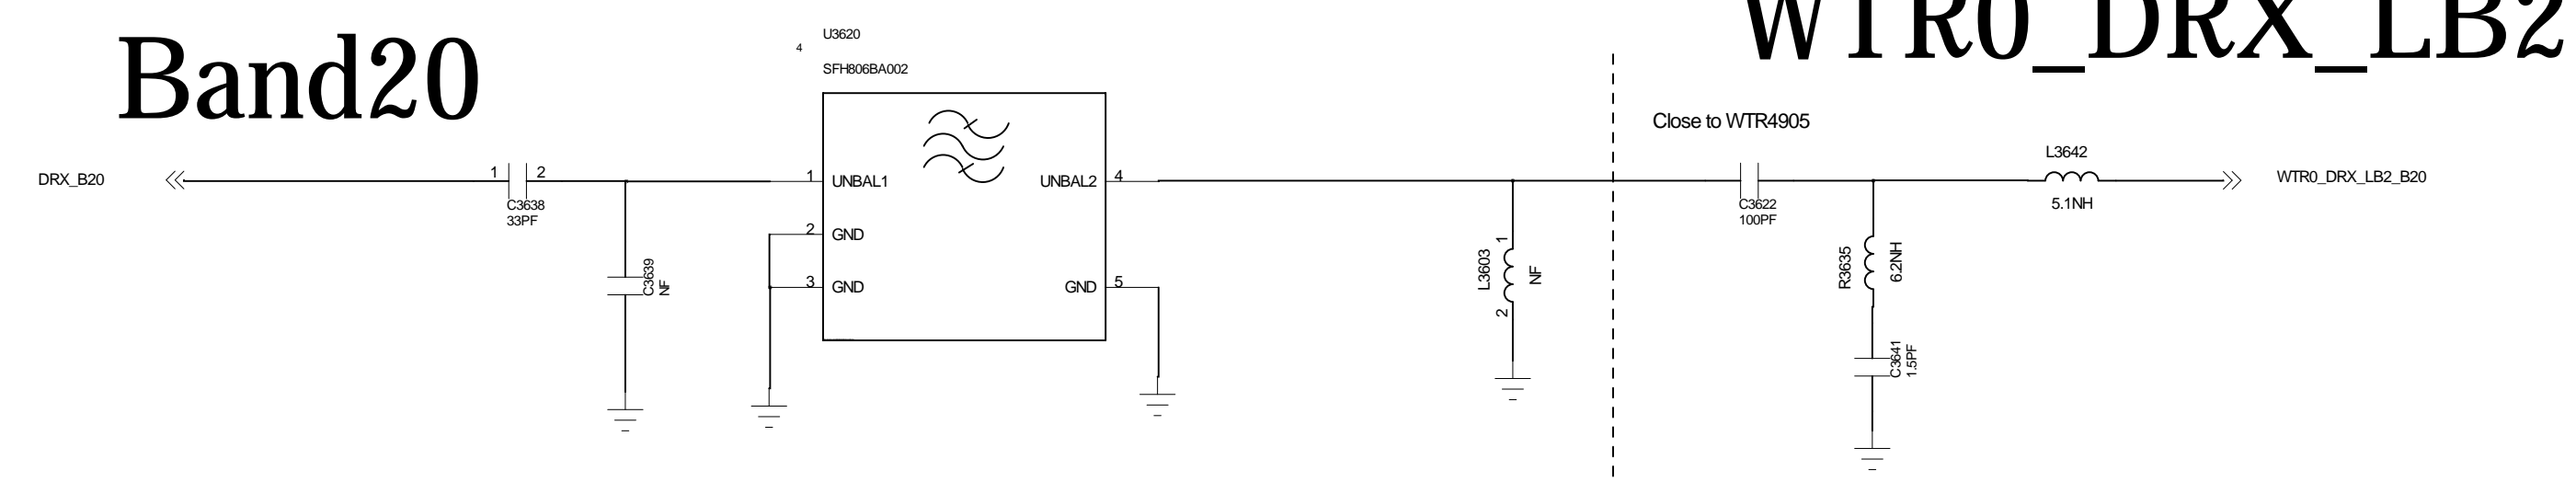 WTR0_DRX_LB2
Band20
4
U3620
SFH806BA002
Close to WTR4905
DRX_B20
1
2
C3638
33PF
C3639
NF
1
UNBAL1
2
GND
3
GND
UNBAL2
4
GND
5
L3603
1
2
NF
C3622
100PF
R3635
6.2NH
C3641
1.5PF
L3642
5.1NH
WTR0_DRX_LB2_B20